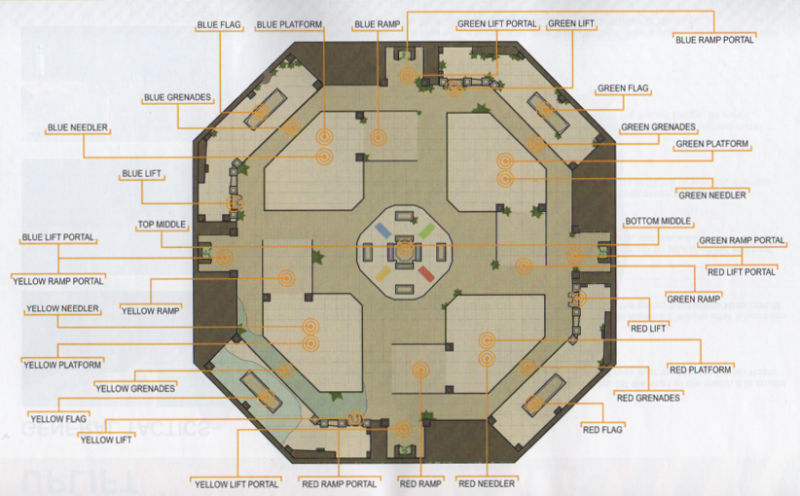 BLUE FLAG
BLUE PLATFORM
BLUE RAMP
GREEN LIFT PORTAL
GREEN LIFT
BLUE RAMP PORTAL
BLUE GRENADES
GREEN FLAG
BLUE NEEDLER
GREEN GRENADES
GREEN PLATFORM
BLUE LIFT
GREEN NEEDLER
TOP MIDDLE
BOTTOM MIDDLE
BLUE LIFT PORTAL
GREEN RAMP PORTAL
YELLOW RAMP PORTAL
RED LIFT PORTAL
YELLOW NEEDLER
YELLOW RAMP
GREEN RAMP
RED LIFT
YELLOW PLATFORM
RED PLATFORM
YELLOW GRENADES
RED GRENADES
YELLOW FLAG
RED FLAG
YELLOW LIFT
GENERAL TACTICS
YELLOW LIFT PORTAL
RED RAMP PORTAL
RED RAMP
RED NEEDLER
UPLIFT